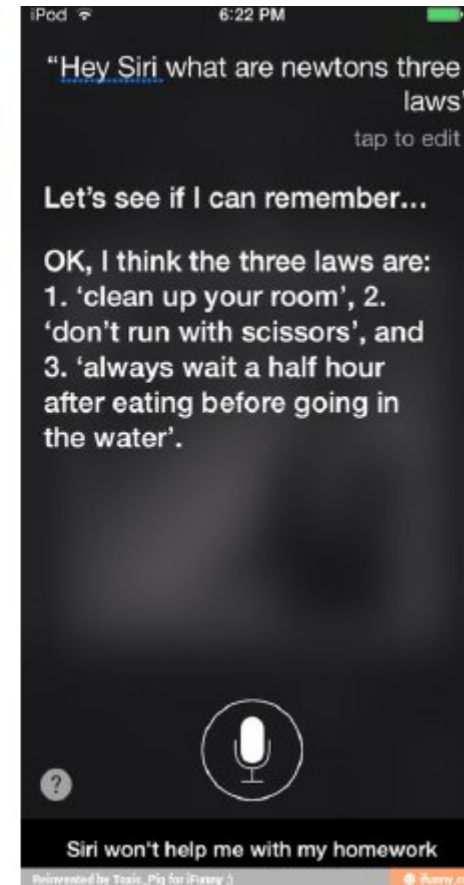 iPod 6:22 PM
“Hey Siri what are newtons three
laws
tap to edit
Let’s see if I can remember...
OK, I think the three laws are:
1. ‘clean up your room’, 2.
‘don’t run with scissors’, and
3. ‘always wait a half hour
after eating before going in
the water’.
?
Siri won't help me with my homework
Reinvented by Toxic_Pig for iFunny :)